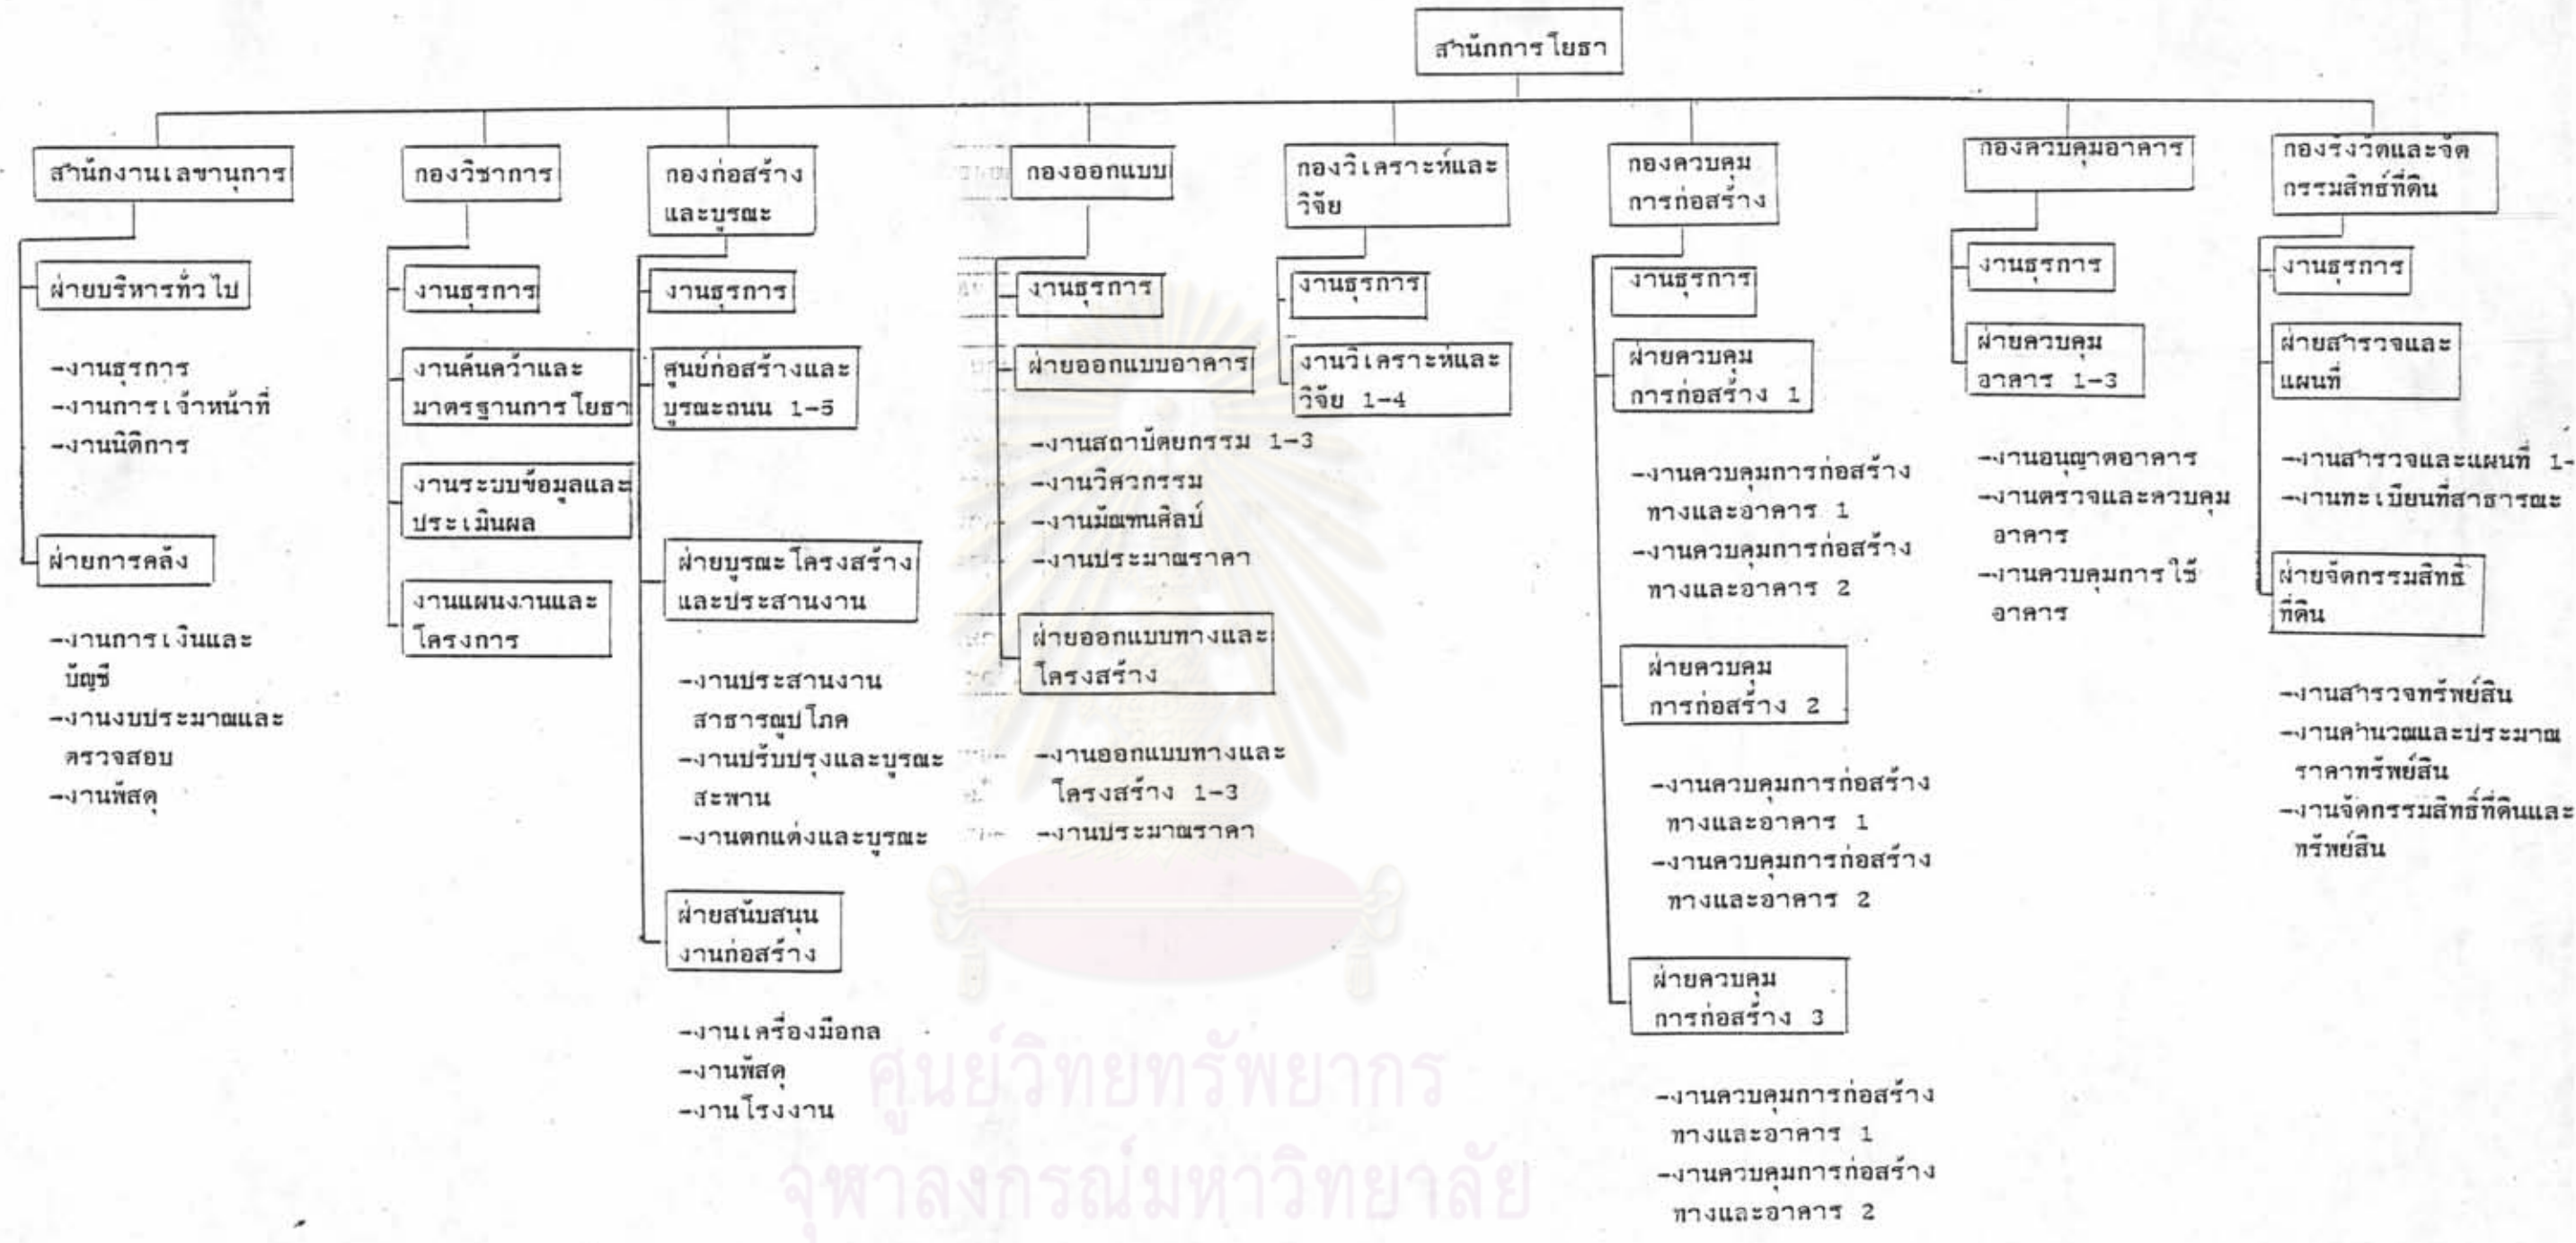 สำนักการโยธา
สำนักงานเลขานุการ
ฝ่ายบริหารทั่วไป
-งานธุรการ
-งานการเจ้าหน้าที่
-งานนิติการ
ฝ่ายการคลัง
-งานการเงินและ
บัญชี
-งานงบประมาณและ
ตรวจสอบ
-งานพัสดุ
กองวิชาการ
งานธุรการ
งานค้นคว้าและ
มาตรฐานการโยธา
งานระบบข้อมูลและ
ประเมินผล
งานแผนงานและ
โครงการ
กองก่อสร้าง
และบูรณะ
งานธุรการ
ศูนย์ก่อสร้างและ
บูรณะถนน 1-5
ฝ่ายบูรณะโครงสร้าง
และประสานงาน
-งานประสานงาน
สาธารณูปโภค
-งานปรับปรุงและบูรณะ
สะพาน
-งานตกแต่งและบูรณะ
ฝ่ายสนับสนุน
งานก่อสร้าง
-งานเครื่องมือกล
-งานพัสดุ
-งานโรงงาน
กองออกแบบ
งานธุรการ
ฝ่ายออกแบบอาคาร
-งานสถาปัตยกรรม 1-3
-งานวิศวกรรม
-งานมัณฑนศิลป์
-งานประมาณราคา
ฝ่ายออกแบบทางและ
โครงสร้าง
-งานออกแบบทางและ
โครงสร้าง 1-3
-งานประมาณราคา
กองวิเคราะห์และ
วิจัย
งานธุรการ
งานวิเคราะห์และ
วิจัย 1-4
กองควบคุม
การก่อสร้าง
งานธุรการ
ฝ่ายควบคุม
การก่อสร้าง 1
-งานควบคุมการก่อสร้าง
ทางและอาคาร 1
-งานควบคุมการก่อสร้าง
ทางและอาคาร 2
ฝ่ายควบคุม
การก่อสร้าง 2
-งานควบคุมการก่อสร้าง
ทางและอาคาร 1
-งานควบคุมการก่อสร้าง
ทางและอาคาร 2
ฝ่ายควบคุม
การก่อสร้าง 3
-งานควบคุมการก่อสร้าง
ทางและอาคาร 1
-งานควบคุมการก่อสร้าง
ทางและอาคาร 2
กองควบคุมอาคาร
งานธุรการ
ฝ่ายควบคุม
อาคาร 1-3
-งานอนุญาตอาคาร
-งานตรวจและควบคุม
อาคาร
-งานควบคุมการใช้
อาคาร
กองรังวัดและจัด
กรรมสิทธ์ที่ดิน
งานธุรการ
ฝ่ายสำรวจและ
แผนที่
-งานสำรวจและแผนที่ 1-
-งานทะเบียนที่สาธารณะ
ฝ่ายจัดกรรมสิทธิ์
ที่ดิน
-งานสำรวจทรัพย์สิน
-งานคำนวณและประมาณ
ราคาทรัพย์สิน
-งานจัดกรรมสิทธิ์ที่ดินและ
ทรัพย์สิน
ศูนย์วิทยทรัพยากร
จุฬาลงกรณ์มหาวิทยาลัย